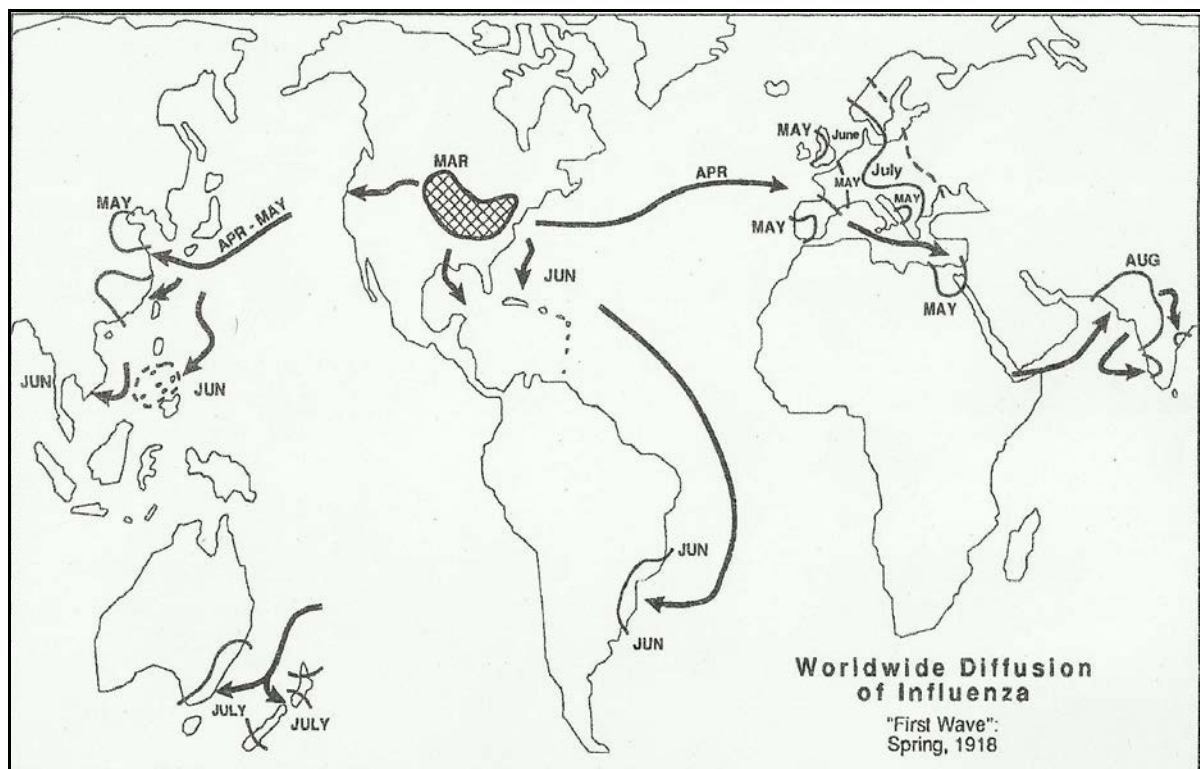 MAR
APR
MAY
June
July
MAY
MAY
MAY
MAY
AUG
MAY
APR - MAY
JUN
JUN
JUN
JUN
JUN
JULY
JULY
Worldwide Diffusion
of Influenza
"First Wave":
Spring, 1918